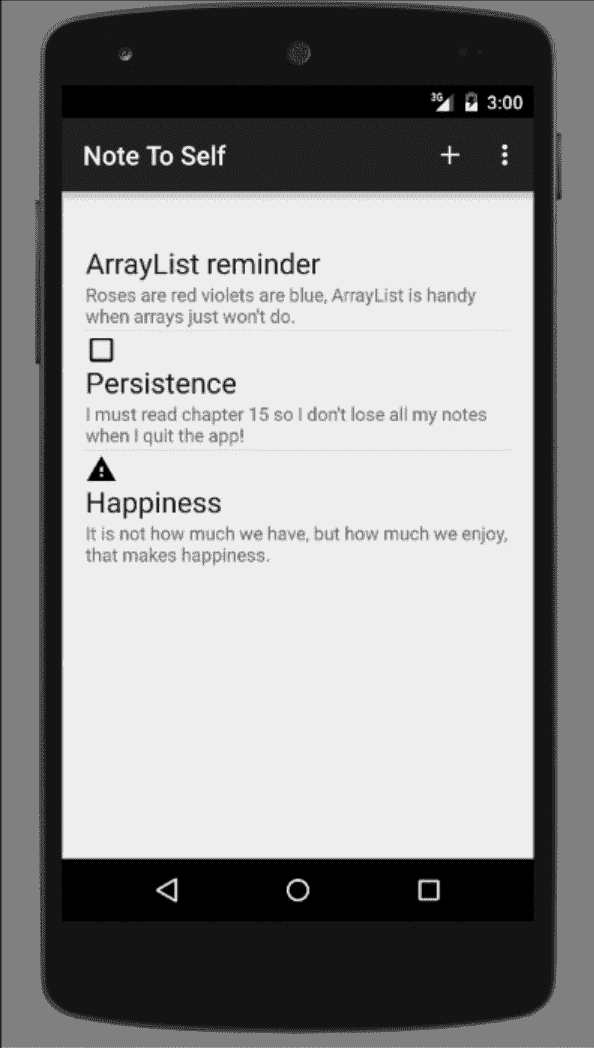 3G 3:00
Note To Self
ArrayList reminder
Roses are red violets are blue, ArrayList is handy
when arrays just won't do.
Persistence
I must read chapter 15 so I don't lose all my notes
when I quit the app!
Happiness
It is not how much we have, but how much we enjoy,
that makes happiness.